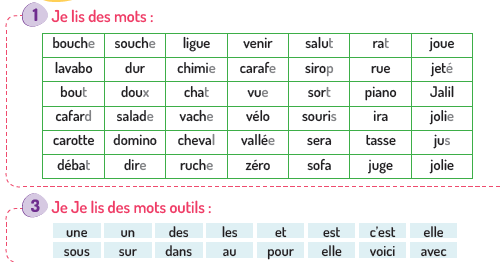 1 Je lis des mots :
bouche souche ligue venir salut rat joue
lavabo dur chimie carafe sirop rue jeté
bout doux chat vue sort piano Jalil
cafard salade vache vélo souris ira jolie
carotte domino cheval vallée sera tasse jus
débat dire ruche zéro sofa juge jolie
3 Je Je lis des mots outils :
une un des les et est c'est elle
sous sur dans au pour elle voici avec